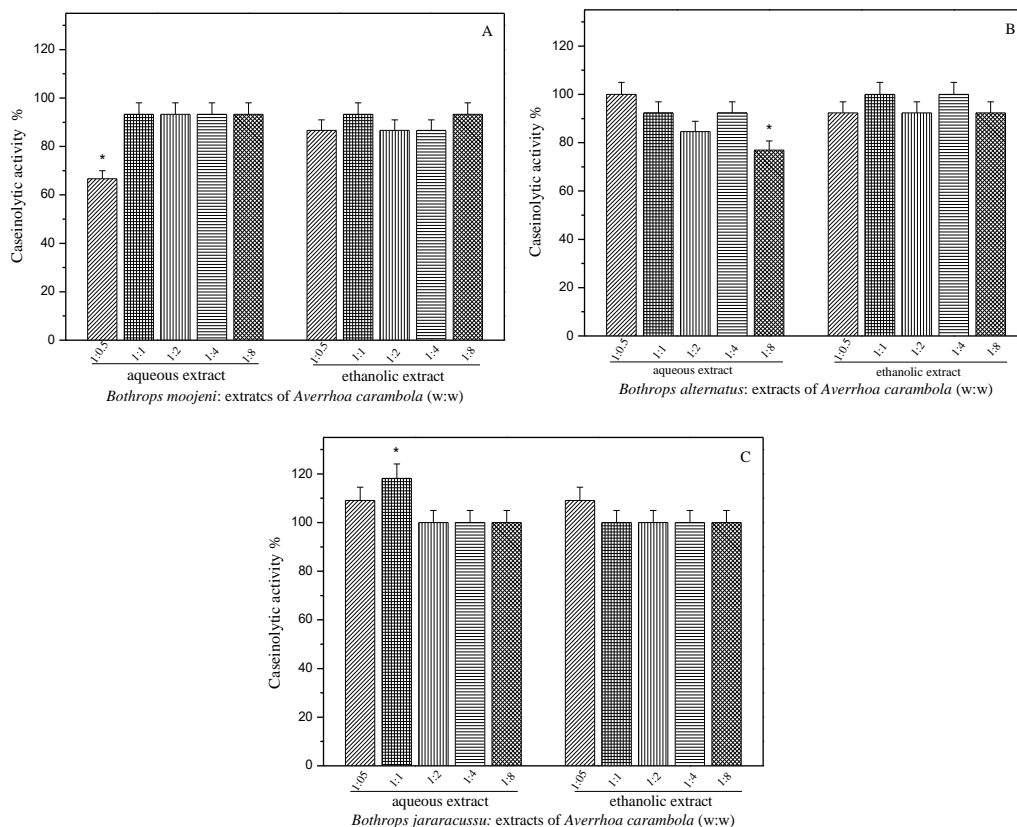 A
Caseinolytic activity %
120
100
80
60
40
20
0
1:0.5 1:1 1:2 1:4 1:8 1:0.5 1:1 1:2 1:4 1:8
aqueous extract ethanolic extract
Bothrops moojeni: extratcs of Averrhoa carambola (w:w)
*
B
Caseinolytic activity %
120
100
80
60
40
20
0
*
1:0.5 1:1 1:2 1:4 1:8 1:0.5 1:1 1:2 1:4 1:8
aqueous extract ethanolic extract
Bothrops alternatus: extracts of Averrhoa carambola (w:w)
C
Caseinolytic activity %
120
100
80
60
40
20
0
*
1:05 1:1 1:2 1:4 1:8 1:05 1:1 1:2 1:4 1:8
aqueous extract ethanolic extract
Bothrops jararacussu: extracts of Averrhoa carambola (w:w)